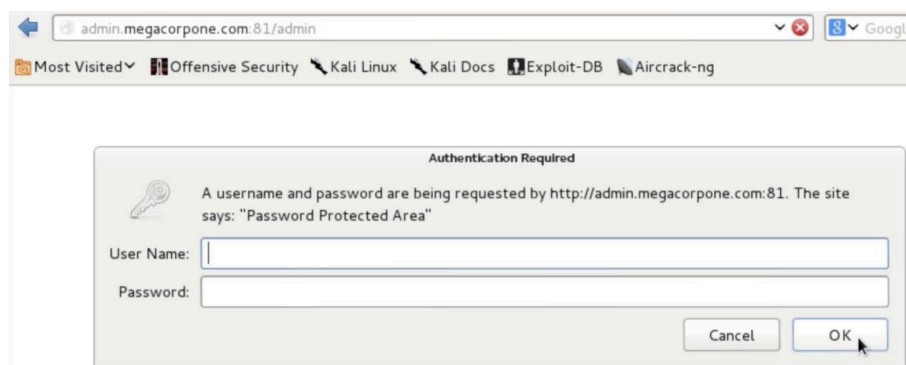 admin.megacorpone.com:81/admin
Googl
Most Visited Offensive Security Kali Linux Kali Docs Exploit-DB Aircrack-ng
Authentication Required
A username and password are being requested by http://admin.megacorpone.com:81. The site
says: "Password Protected Area"
User Name:
Password:
Cancel OK